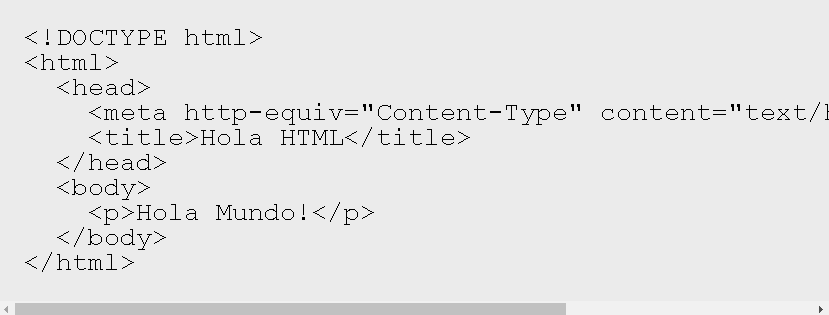 <!DOCTYPE html>
<html>
<head>
<meta http-equiv="Content-Type" content="text/
<title>Hola HTML</title>
</head>
<body>
<p>Hola Mundo!</p>
</body>
</html>